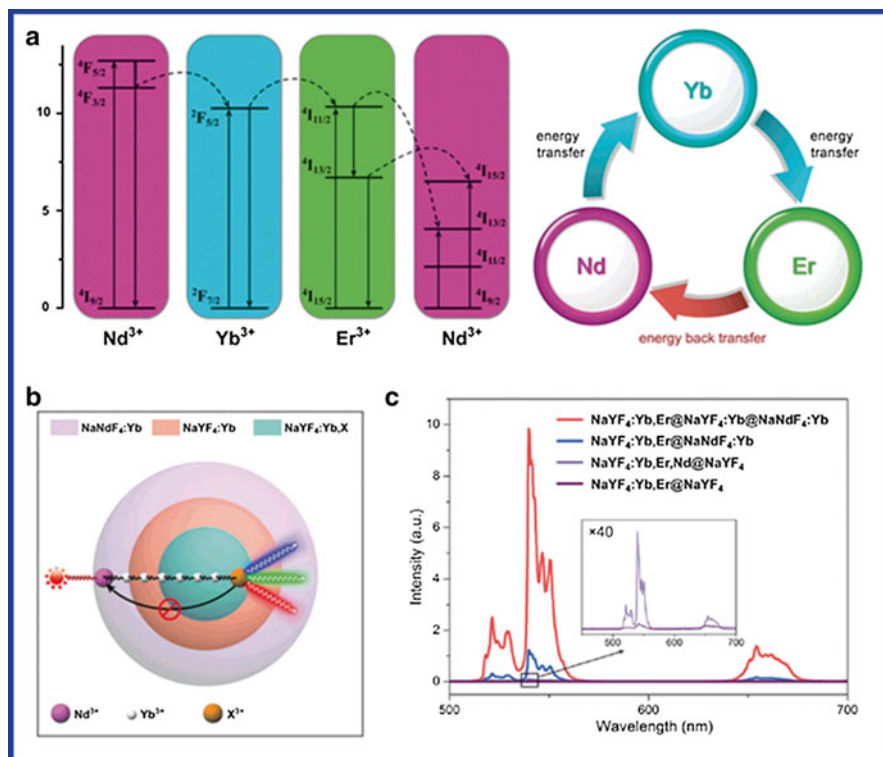 a
10
5
0
⁴F₅/₂
⁴F₃/₂
⁴I₉/₂
²F₅/₂
²F₇/₂
⁴I₁₁/₂
⁴I₁₃/₂
⁴I₁₅/₂
⁴I₁₅/₂
⁴I₁₃/₂
⁴I₁₁/₂
⁴I₉/₂
Nd³⁺
Yb³⁺
Er³⁺
Nd³⁺
Yb
energy
transfer
energy
transfer
Nd
Er
energy back transfer
b
NaNdF₄:Yb
NaYF₄:Yb
NaYF₄:Yb,X
Nd³⁺
Yb³⁺
X³⁺
c
NaYF₄:Yb,Er@NaYF₄:Yb@NaNdF₄:Yb
NaYF₄:Yb,Er@NaNdF₄:Yb
NaYF₄:Yb,Er,Nd@NaYF₄
NaYF₄:Yb,Er@NaYF₄
×40
500
600
700
10
8
6
4
2
0
Intensity (a.u.)
500
600
700
Wavelength (nm)